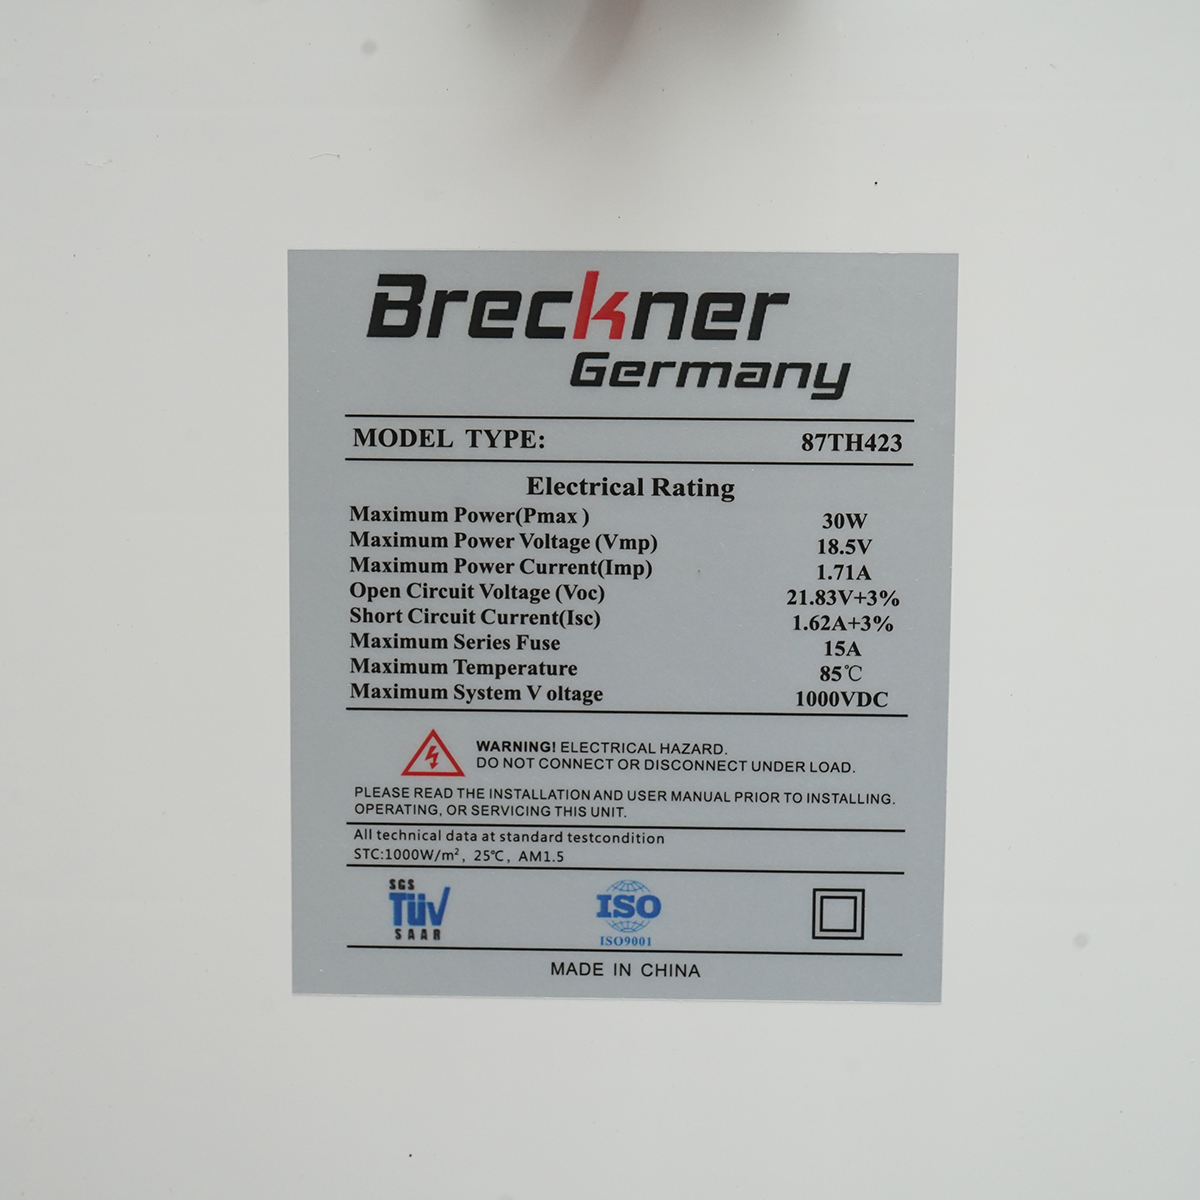 Breckner
Germany
MODEL TYPE: 87TH423
Electrical Rating
Maximum Power(Pmax ) 30W
Maximum Power Voltage (Vmp) 18.5V
Maximum Power Current(Imp) 1.71A
Open Circuit Voltage (Voc) 21.83V+3%
Short Circuit Current(Isc) 1.62A+3%
Maximum Series Fuse 15A
Maximum Temperature 85℃
Maximum System V oltage 1000VDC
WARNING! ELECTRICAL HAZARD.
DO NOT CONNECT OR DISCONNECT UNDER LOAD.
PLEASE READ THE INSTALLATION AND USER MANUAL PRIOR TO INSTALLING.
OPERATING, OR SERVICING THIS UNIT.
All technical data at standard testcondition
STC:1000W/m², 25℃, AM1.5
SGS
TÜV
SAAR
ISO
ISO9001
MADE IN CHINA